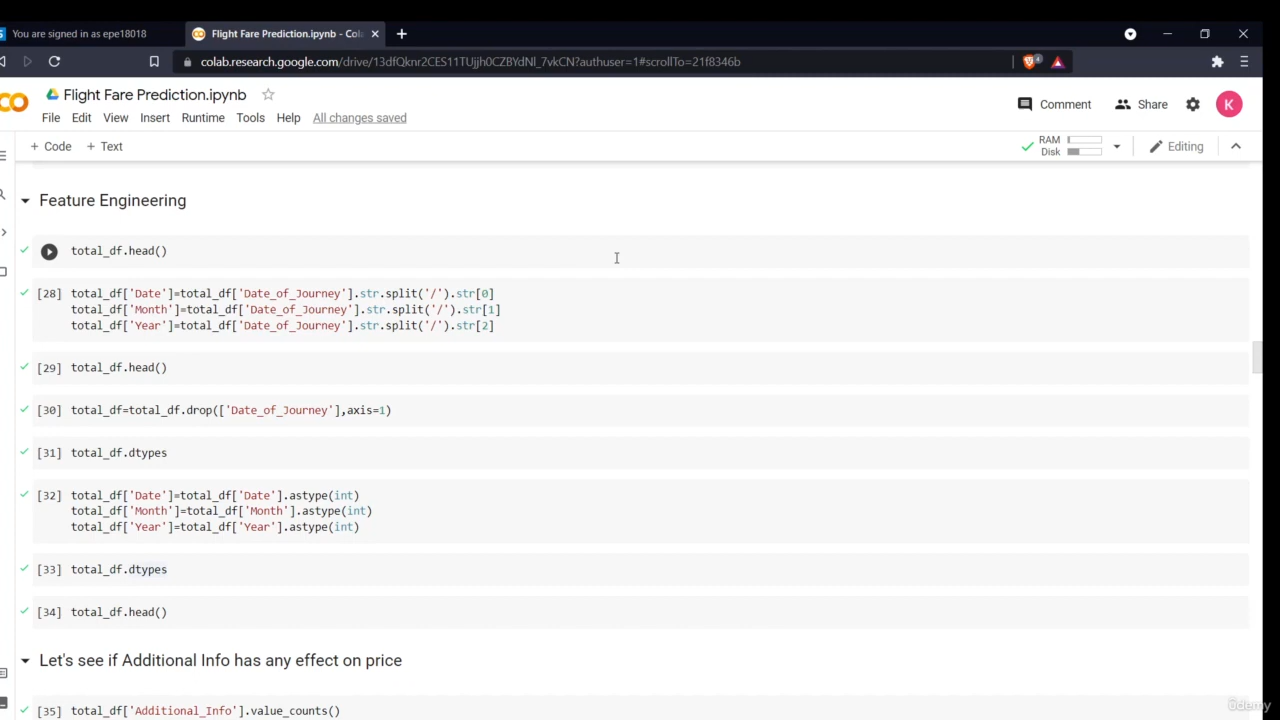 You are signed in as epe18018
Flight Fare Prediction.ipynb - Col
colab.research.google.com/drive/13dfQknr2CES11TUjjh0CZBYdNl_7vkCN?authuser=1#scrollTo=21f8346b
Flight Fare Prediction.ipynb
Comment
Share
K
File Edit View Insert Runtime Tools Help All changes saved
+ Code + Text
RAM
Disk
Editing
Feature Engineering
total_df.head()
[28] total_df['Date']=total_df['Date_of_Journey'].str.split('/').str[0]
total_df['Month']=total_df['Date_of_Journey'].str.split('/').str[1]
total_df['Year']=total_df['Date_of_Journey'].str.split('/').str[2]
[29] total_df.head()
[30] total_df=total_df.drop(['Date_of_Journey'],axis=1)
[31] total_df.dtypes
[32] total_df['Date']=total_df['Date'].astype(int)
total_df['Month']=total_df['Month'].astype(int)
total_df['Year']=total_df['Year'].astype(int)
[33] total_df.dtypes
[34] total_df.head()
Let's see if Additional Info has any effect on price
[35] total_df['Additional_Info'].value_counts()
ûdemy